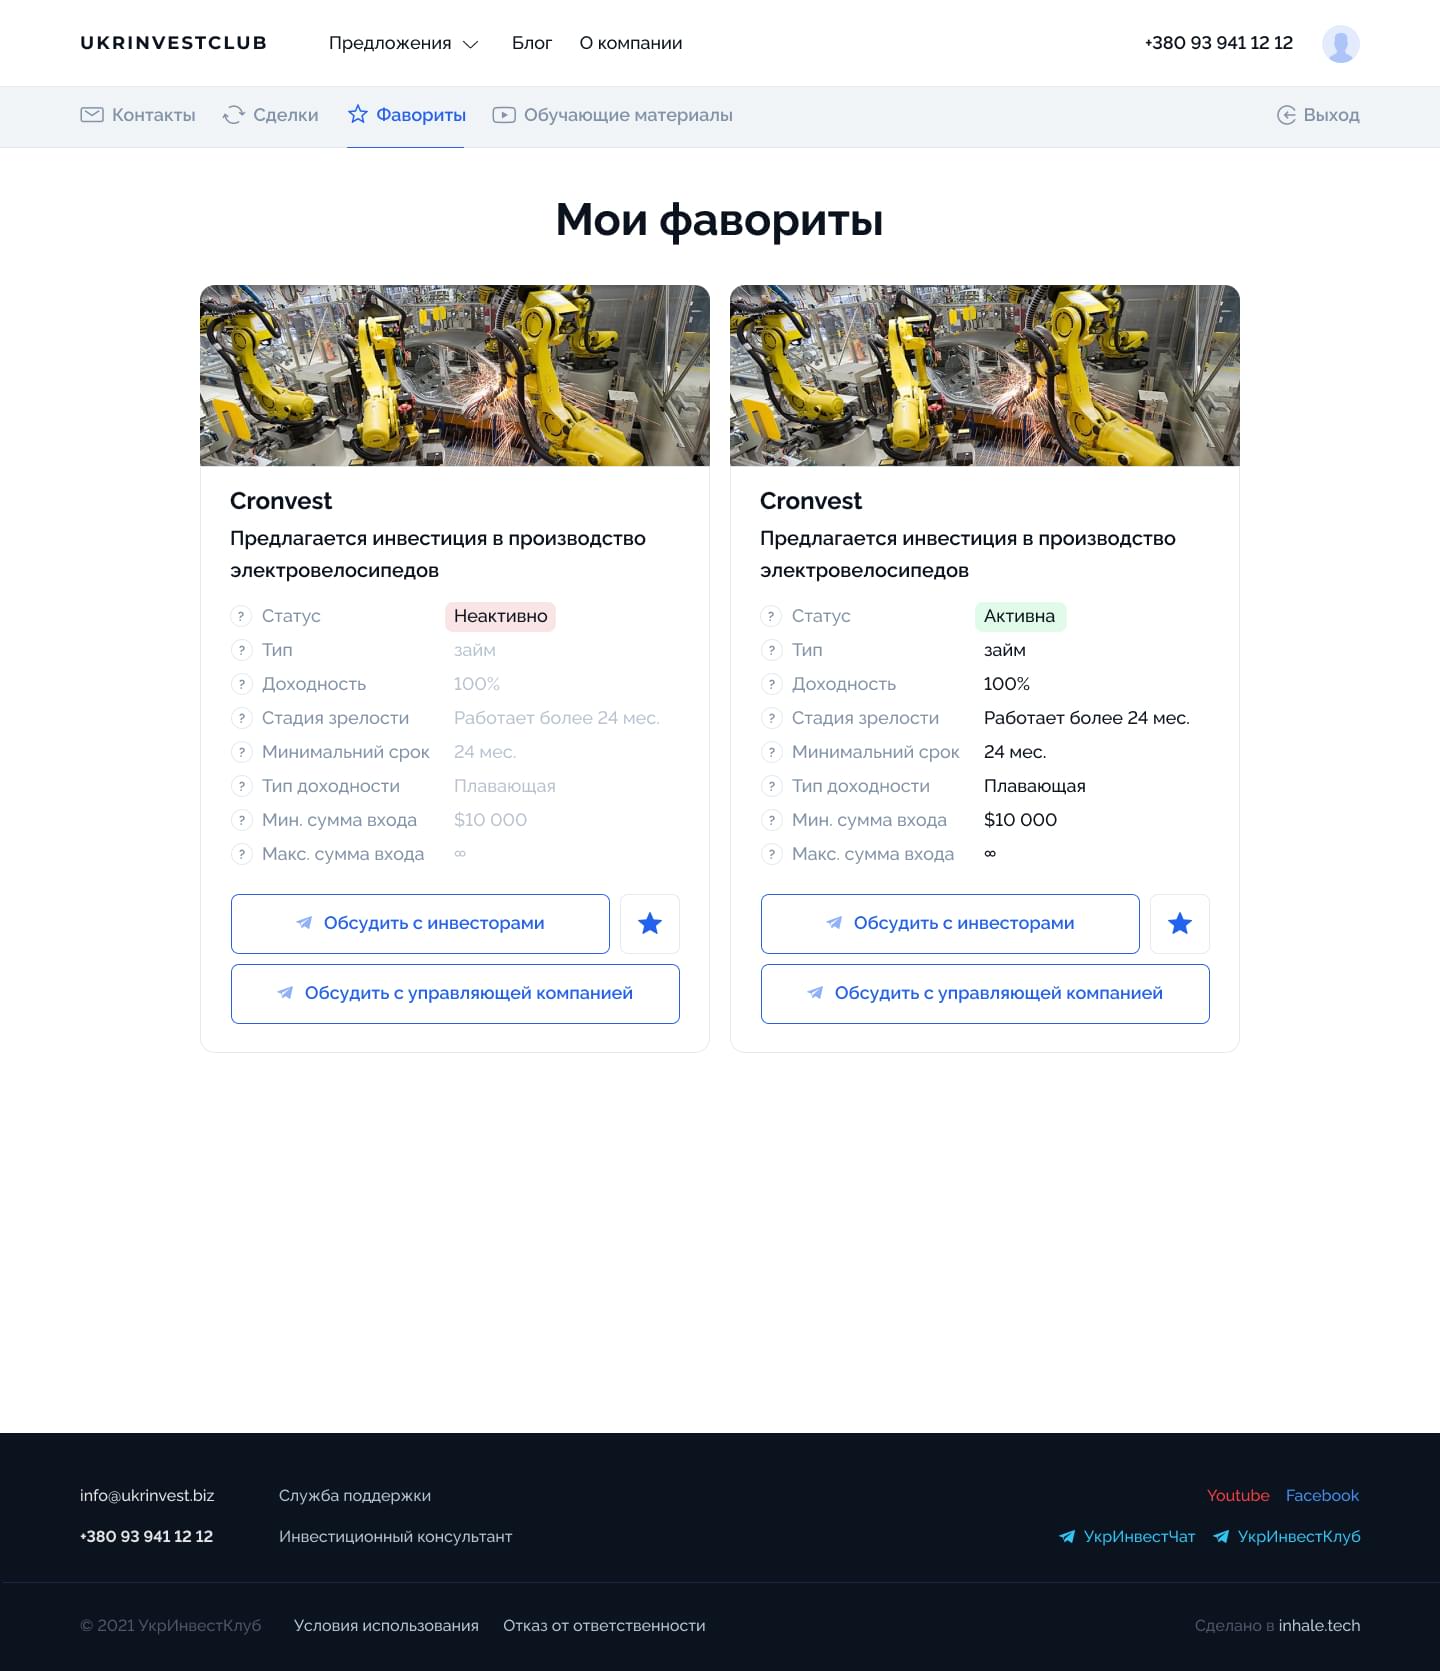 UKRINVESTCLUB
Предложения
Блог
О компании
+380 93 941 12 12
Контакты
Сделки
Фавориты
Обучающие материалы
Выход
Мои фавориты
Cronvest
Предлагается инвестиция в производство
электровелосипедов
? Статус Неактивно
? Тип займ
? Доходность 100%
? Стадия зрелости Работает более 24 мес.
? Минимальний срок 24 мес.
? Тип доходности Плавающая
? Мин. сумма входа $10 000
? Макс. сумма входа ∞
Обсудить с инвесторами
Обсудить с управляющей компанией
Cronvest
Предлагается инвестиция в производство
электровелосипедов
? Статус Активна
? Тип займ
? Доходность 100%
? Стадия зрелости Работает более 24 мес.
? Минимальний срок 24 мес.
? Тип доходности Плавающая
? Мин. сумма входа $10 000
? Макс. сумма входа ∞
Обсудить с инвесторами
Обсудить с управляющей компанией
info@ukrinvest.biz
Служба поддержки
Youtube
Facebook
+380 93 941 12 12
Инвестиционный консультант
УкрИнвестЧат
УкрИнвестКлуб
© 2021 УкрИнвестКлуб
Условия использования
Отказ от ответственности
Сделано в inhale.tech